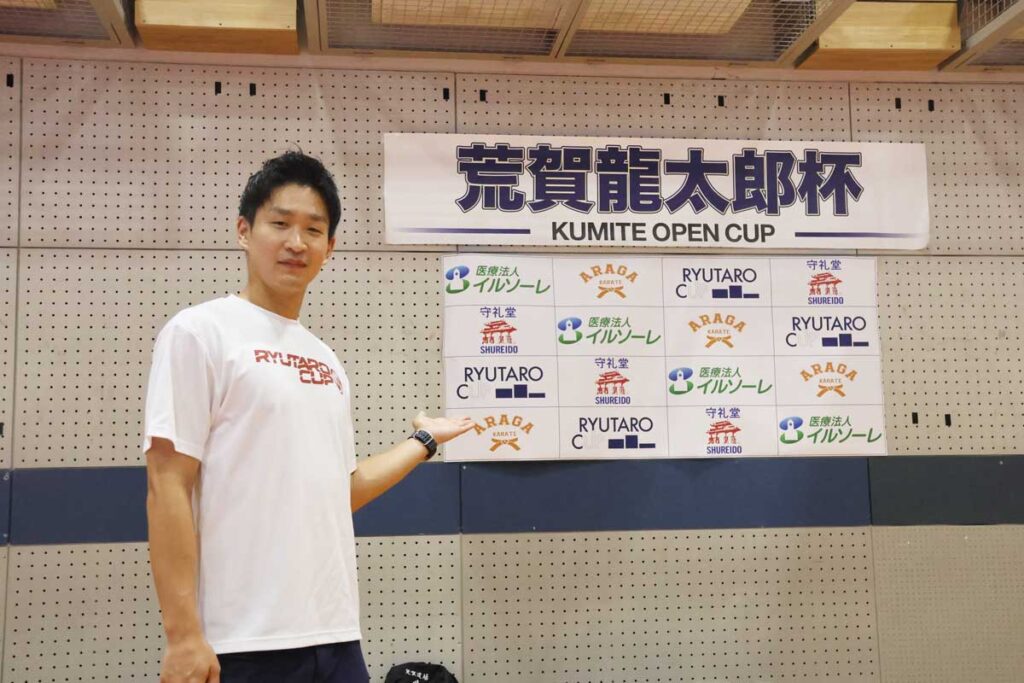 荒賀龍太郎杯
KUMITE OPEN CUP
医療法人
イルソーレ
ARAGA
KARATE
RYUTARO
CUP
守礼堂
SHUREIDO
守礼堂
SHUREIDO
医療法人
イルソーレ
ARAGA
KARATE
RYUTARO
CUP
RYUTARO
CUP
守礼堂
SHUREIDO
医療法人
イルソーレ
ARAGA
KARATE
ARAGA
KARATE
RYUTARO
CUP
守礼堂
SHUREIDO
医療法人
イルソーレ
RYUTARO
CUP